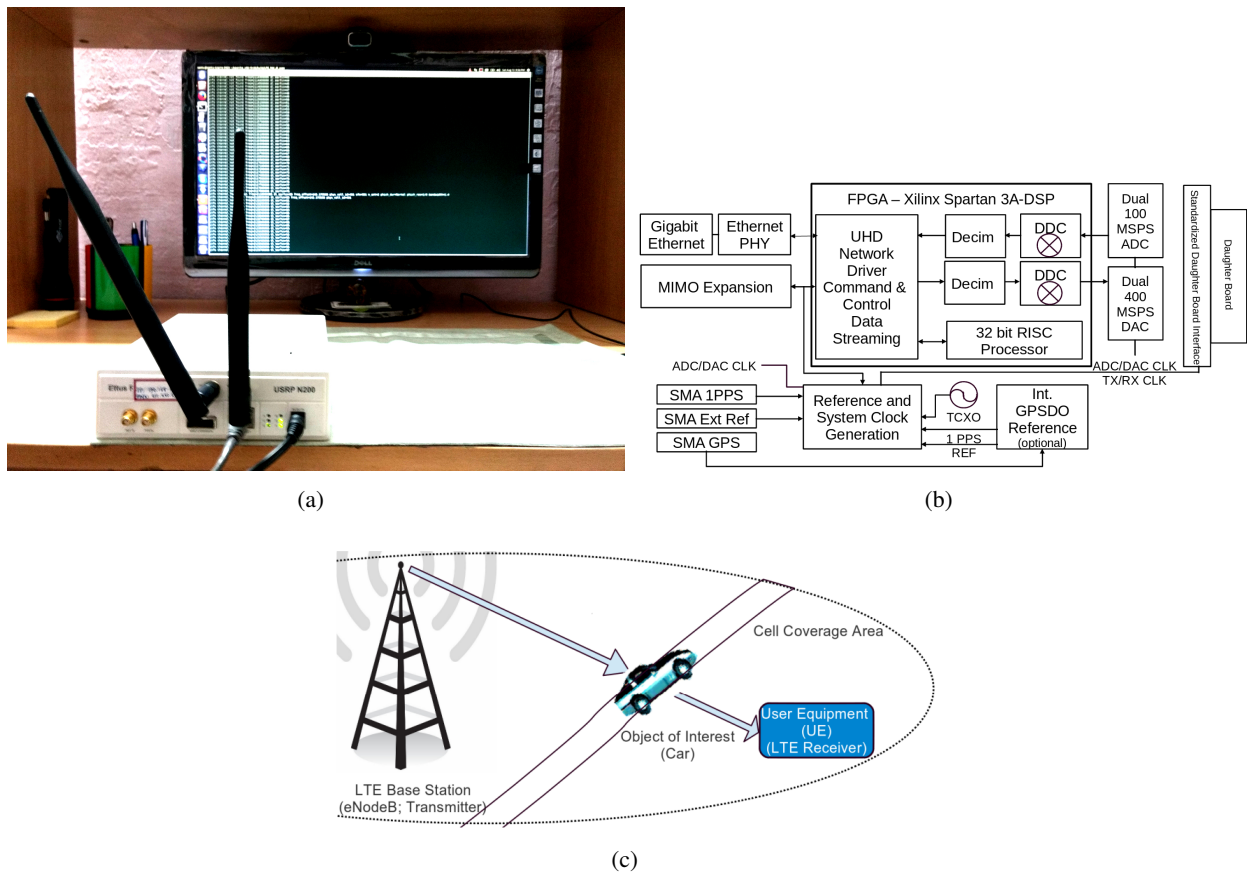 DELL
Ettus
USRP N200
(a)
FPGA – Xilinx Spartan 3A-DSP
Gigabit
Ethernet
Ethernet
PHY
MIMO Expansion
UHD
Network
Driver
Command &
Control
Data
Streaming
Decim
DDC
Decim
DDC
32 bit RISC
Processor
Dual
100
MSPS
ADC
Dual
400
MSPS
DAC
Standardized Daughter Board Interface
Daughter Board
ADC/DAC CLK
TX/RX CLK
ADC/DAC CLK
SMA 1PPS
SMA Ext Ref
SMA GPS
Reference and
System Clock
Generation
TCXO
1 PPS
REF
Int.
GPSDO
Reference
(optional)
(b)
Cell Coverage Area
Object of Interest
(Car)
User Equipment
(UE)
(LTE Receiver)
LTE Base Station
(eNodeB; Transmitter)
(c)